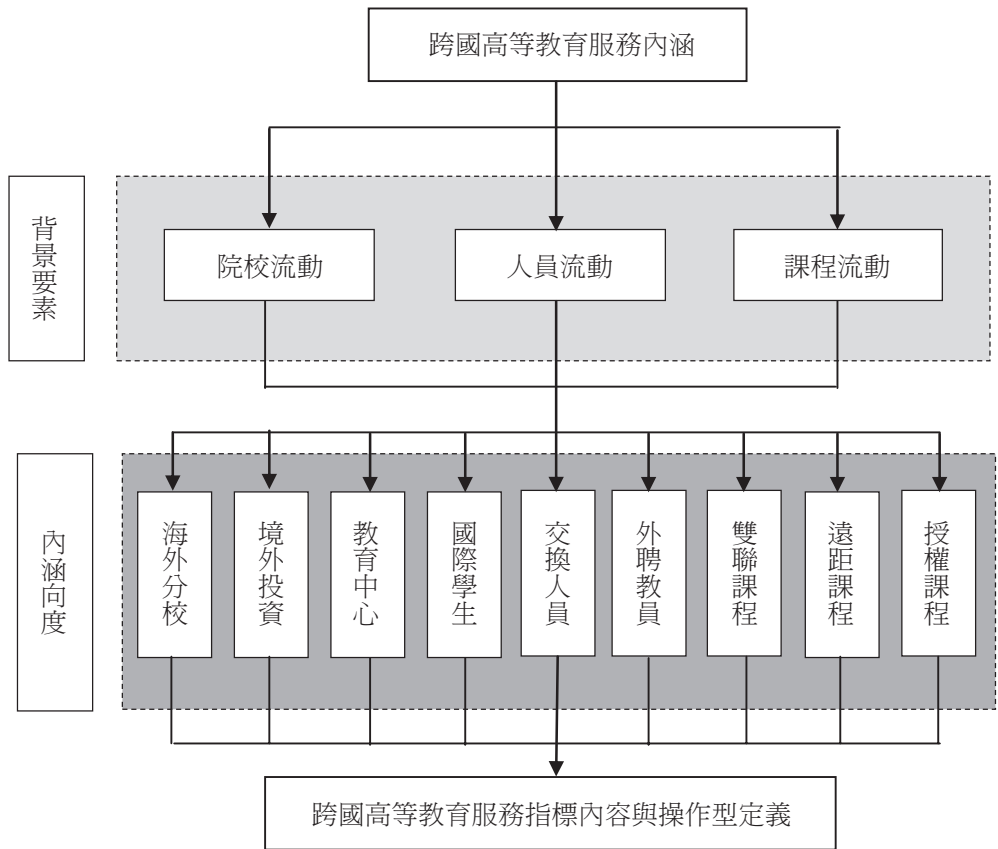 跨國高等教育服務內涵
背景要素
院校流動
人員流動
課程流動
內涵向度
海外分校
境外投資
教育中心
國際學生
交換人員
外聘教員
雙聯課程
遠距課程
授權課程
跨國高等教育服務指標內容與操作型定義